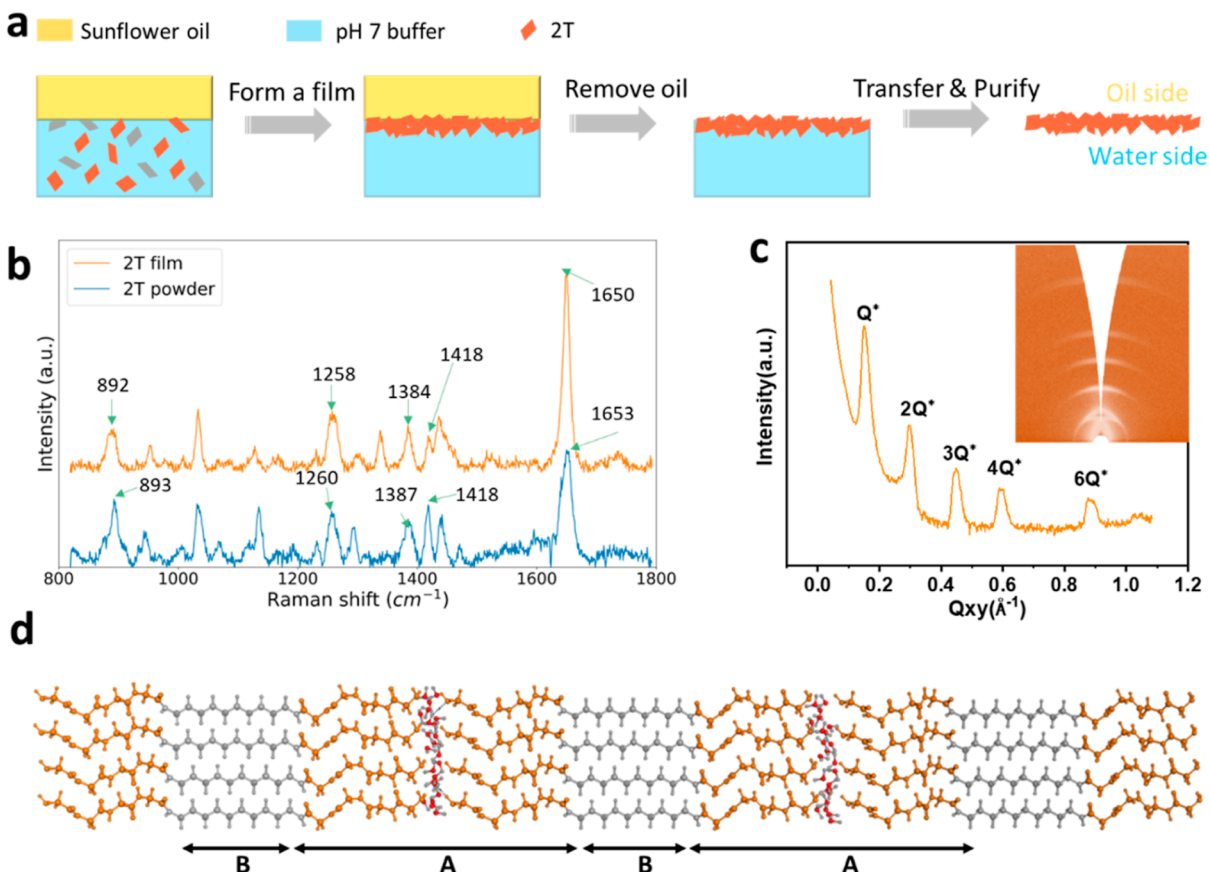 a
Sunflower oil pH 7 buffer 2T
Form a film Remove oil Transfer & Purify Oil side
Water side
b
2T film
2T powder
1650
1418
1258
1384
892
1653
893
1260
1387
1418
Intensity (a.u.)
800 1000 1200 1400 1600 1800
Raman shift (cm⁻¹)
c
Q*
2Q*
3Q*
4Q*
6Q*
Intensity(a.u.)
0.0 0.2 0.4 0.6 0.8 1.0 1.2
Qxy(Å⁻¹)
d
B A B A